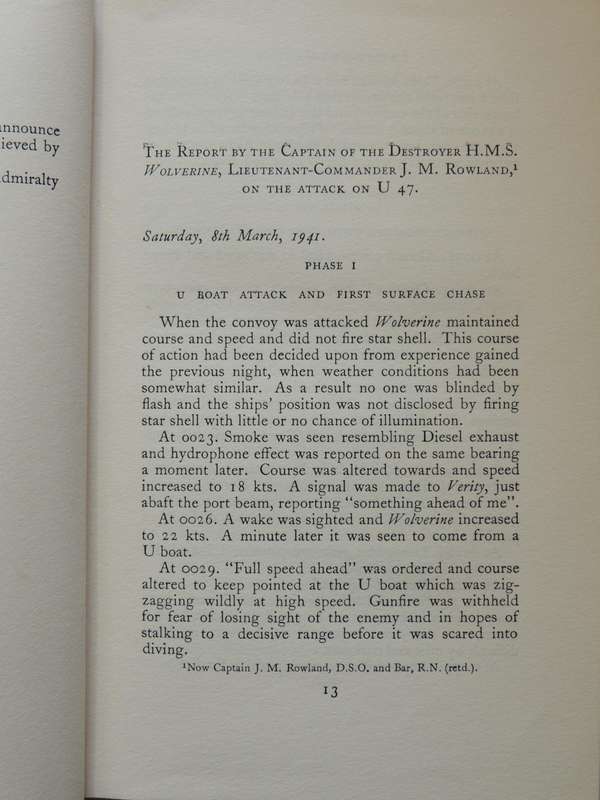 announce
ieved by
dmiralty
The Report by the Captain of the Destroyer H.M.S.
Wolverine, Lieutenant-Commander J. M. Rowland,¹
on the attack on U 47.
Saturday, 8th March, 1941.
PHASE I
U BOAT ATTACK AND FIRST SURFACE CHASE
When the convoy was attacked Wolverine maintained
course and speed and did not fire star shell. This course
of action had been decided upon from experience gained
the previous night, when weather conditions had been
somewhat similar. As a result no one was blinded by
flash and the ships' position was not disclosed by firing
star shell with little or no chance of illumination.
At 0023. Smoke was seen resembling Diesel exhaust
and hydrophone effect was reported on the same bearing
a moment later. Course was altered towards and speed
increased to 18 kts. A signal was made to Verity, just
abaft the port beam, reporting "something ahead of me".
At 0026. A wake was sighted and Wolverine increased
to 22 kts. A minute later it was seen to come from a
U boat.
At 0029. "Full speed ahead" was ordered and course
altered to keep pointed at the U boat which was zig-
zagging wildly at high speed. Gunfire was withheld
for fear of losing sight of the enemy and in hopes of
stalking to a decisive range before it was scared into
diving.
¹Now Captain J. M. Rowland, D.S.O. and Bar, R.N. (retd.).
13